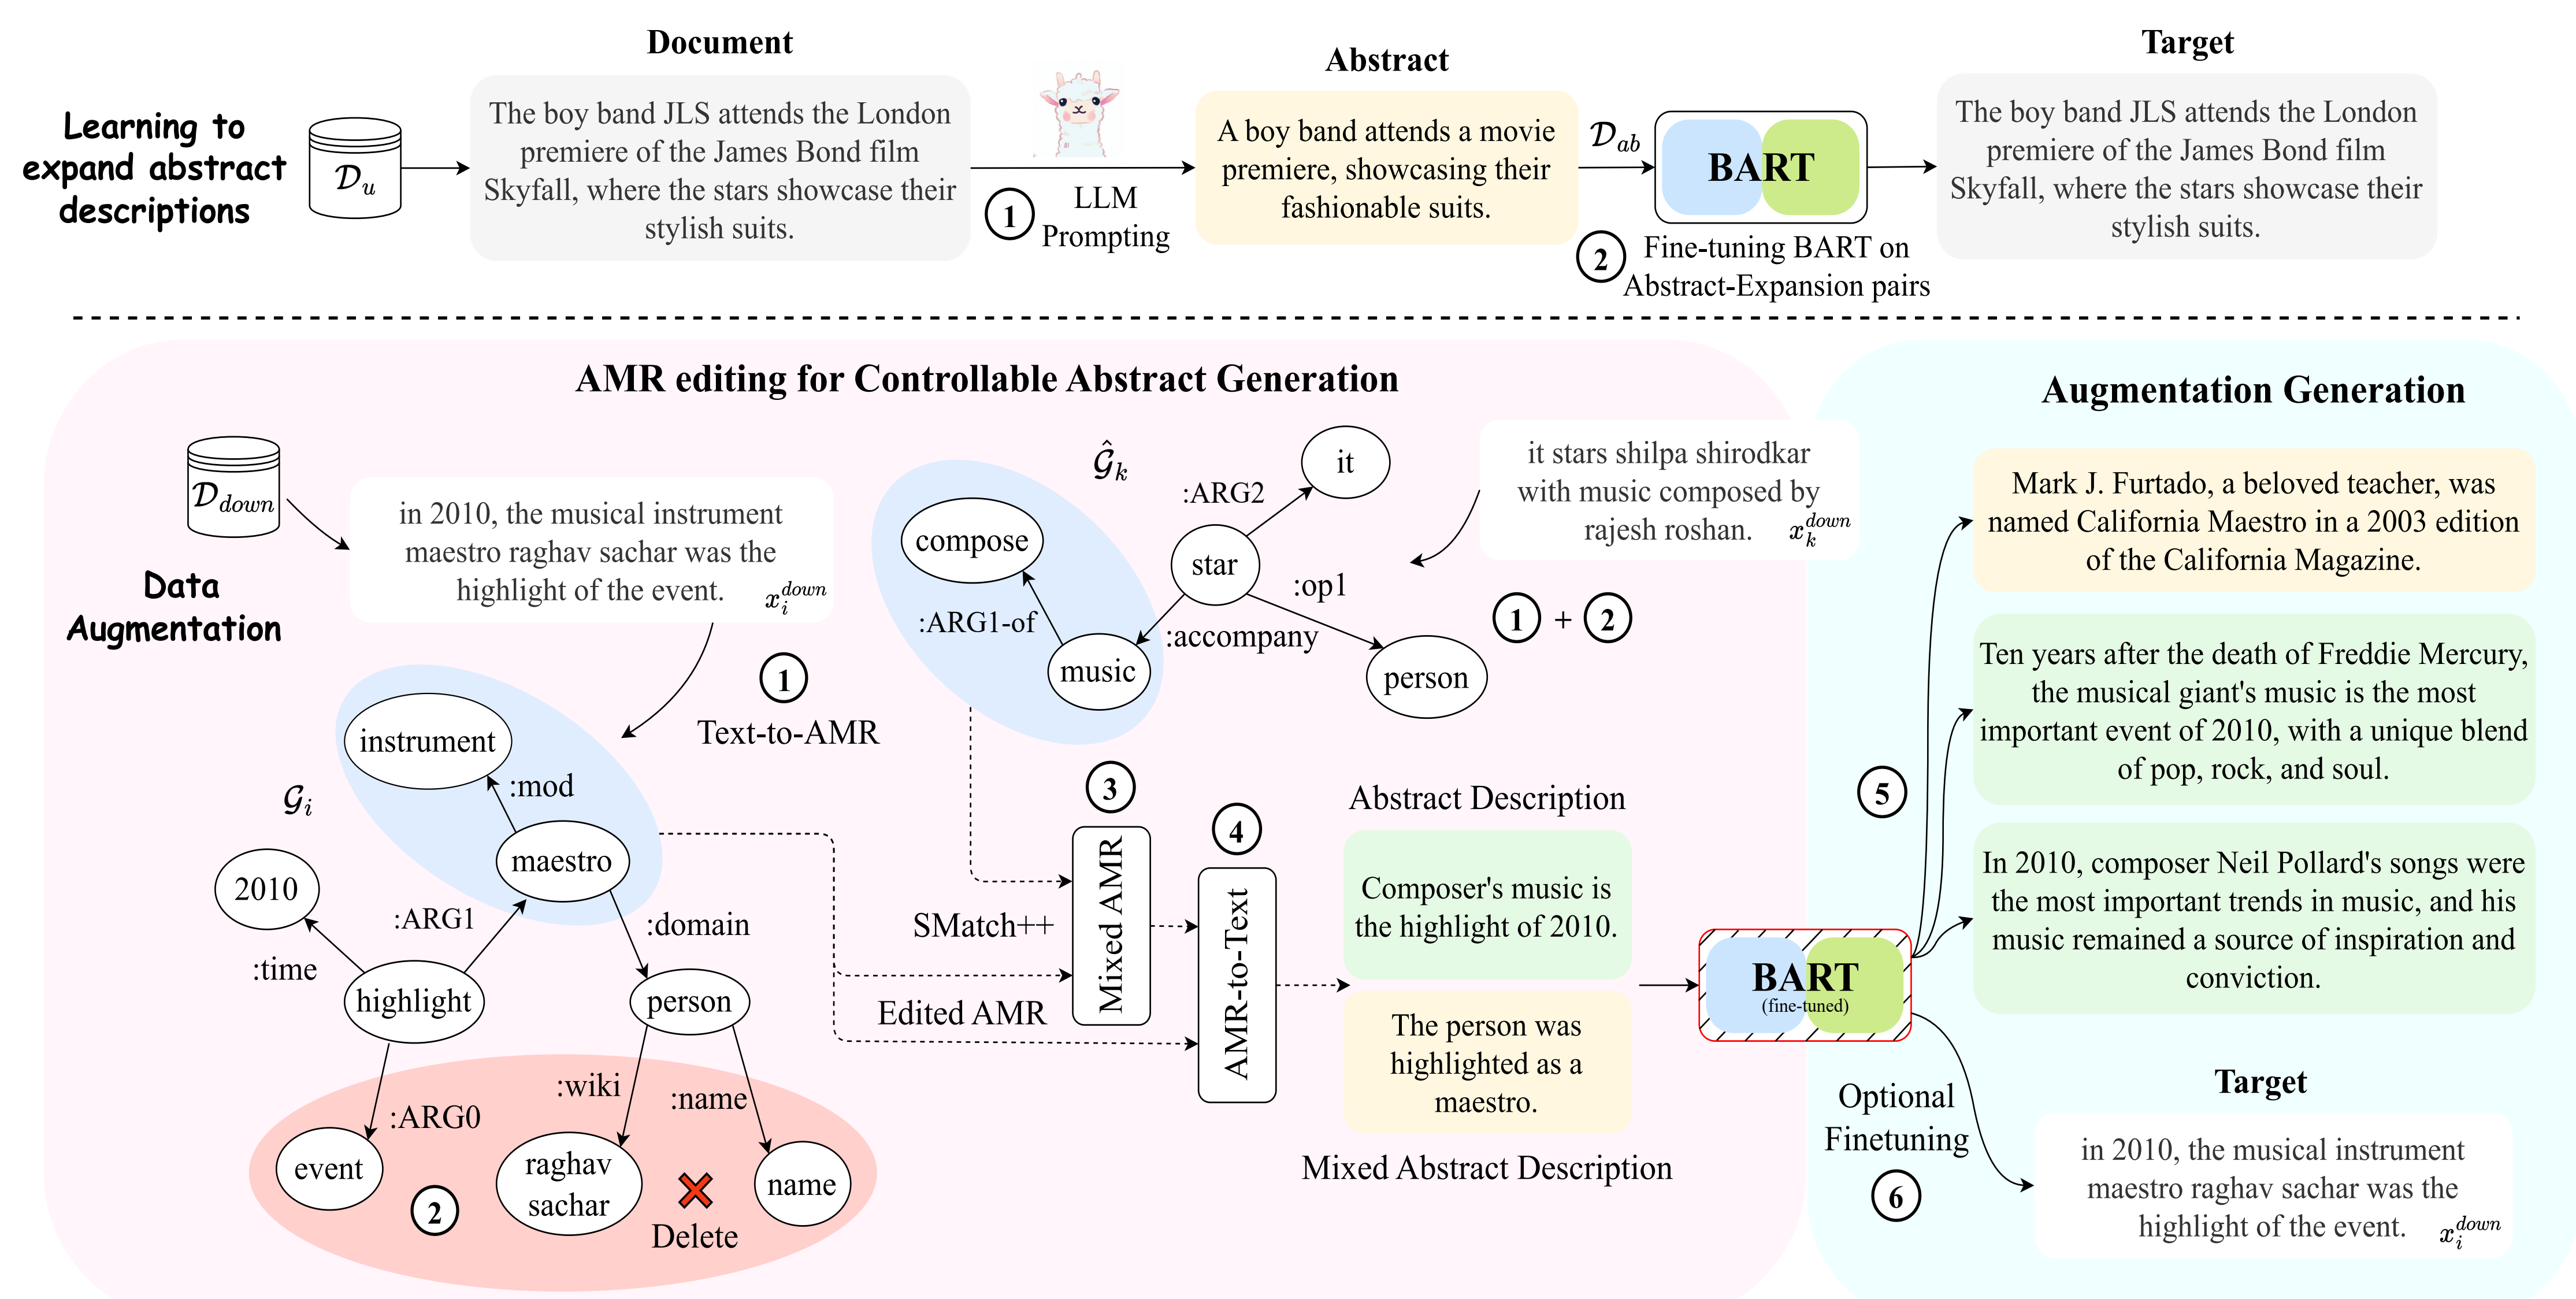 Learning to
expand abstract
descriptions
𝒟u
Document
The boy band JLS attends the London
premiere of the James Bond film
Skyfall, where the stars showcase their
stylish suits.
1
LLM
Prompting
Abstract
A boy band attends a movie
premiere, showcasing their
fashionable suits.
𝒟ab
BART
2
Fine-tuning BART on
Abstract-Expansion pairs
Target
The boy band JLS attends the London
premiere of the James Bond film
Skyfall, where the stars showcase their
stylish suits.
AMR editing for Controllable Abstract Generation
𝒟down
Data
Augmentation
in 2010, the musical instrument
maestro raghav sachar was the
highlight of the event. x_i^down
1
Text-to-AMR
𝒢i
instrument
:mod
maestro
2010
:ARG1
:domain
:time
highlight
person
:wiki
:name
:ARG0
event
raghav
sachar
name
2
Delete
𝒢̂k
it
:ARG2
compose
star
:op1
:ARG1-of
:accompany
music
person
it stars shilpa shirodkar
with music composed by
rajesh roshan. x_k^down
1 + 2
3
Mixed AMR
SMatch++
Edited AMR
4
AMR-to-Text
Abstract Description
Composer's music is
the highlight of 2010.
The person was
highlighted as a
maestro.
Mixed Abstract Description
BART
(fine-tuned)
Augmentation Generation
5
Mark J. Furtado, a beloved teacher, was
named California Maestro in a 2003 edition
of the California Magazine.
Ten years after the death of Freddie Mercury,
the musical giant's music is the most
important event of 2010, with a unique blend
of pop, rock, and soul.
In 2010, composer Neil Pollard's songs were
the most important trends in music, and his
music remained a source of inspiration and
conviction.
Optional
Finetuning
6
Target
in 2010, the musical instrument
maestro raghav sachar was the
highlight of the event. x_i^down